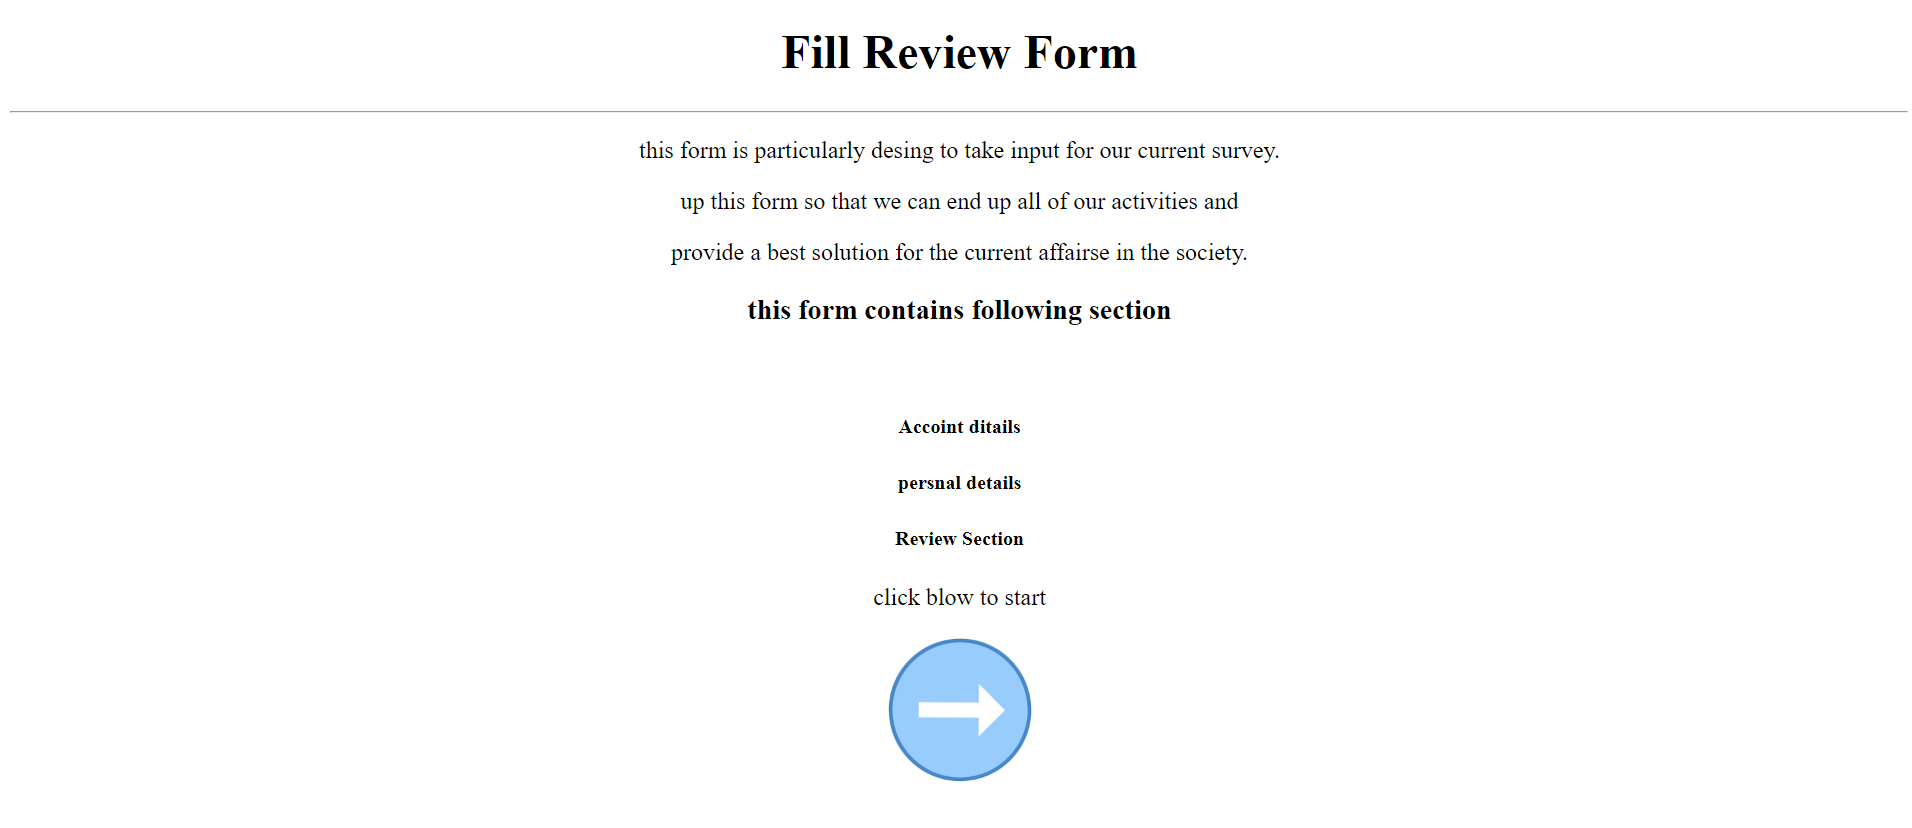 Fill Review Form
this form is particularly desing to take input for our current survey.
up this form so that we can end up all of our activities and
provide a best solution for the current affairse in the society.
this form contains following section
Accoint ditails
persnal details
Review Section
click blow to start